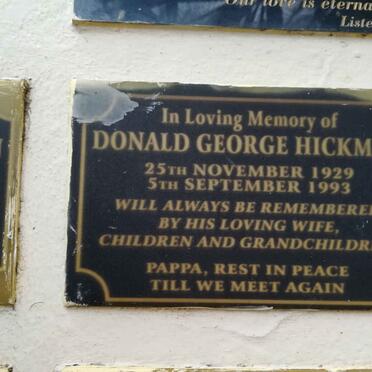 Our love is eterna
Liste
In Loving Memory of
DONALD GEORGE HICKM
25TH NOVEMBER 1929
5TH SEPTEMBER 1993
WILL ALWAYS BE REMEMBERE
BY HIS LOVING WIFE,
CHILDREN AND GRANDCHILDR
PAPPA, REST IN PEACE
TILL WE MEET AGAIN